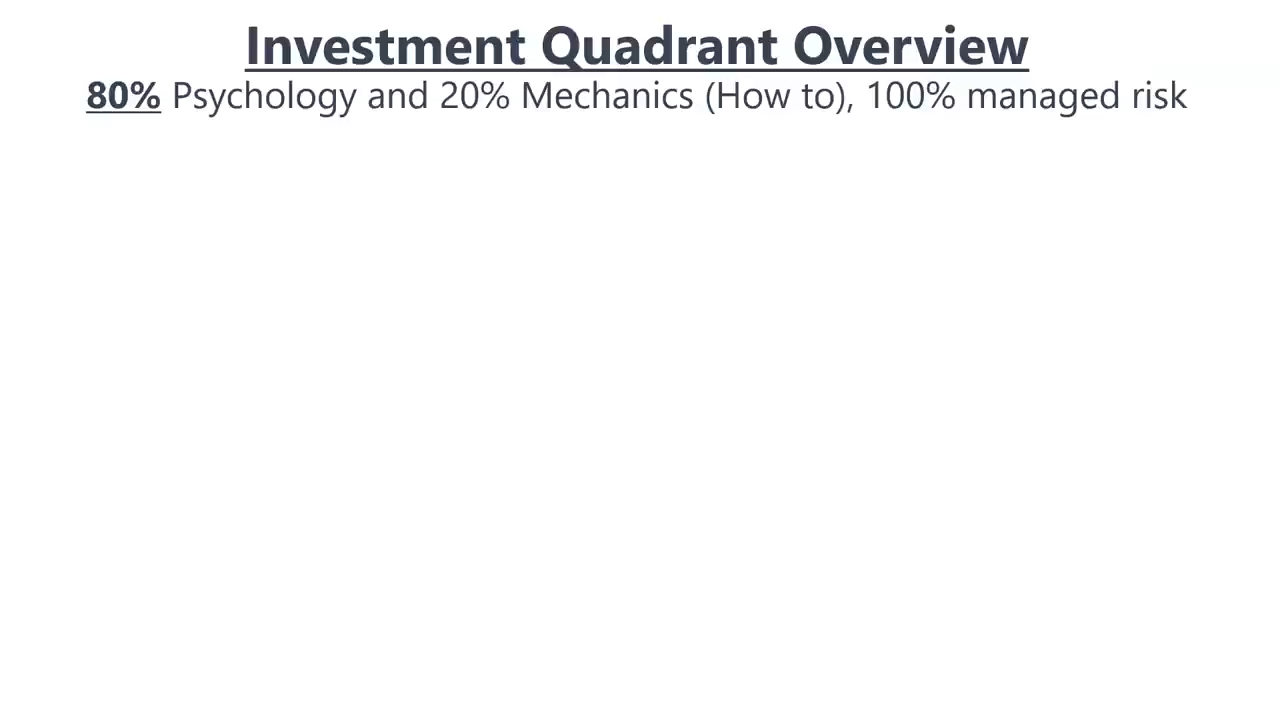 Investment Quadrant Overview
80% Psychology and 20% Mechanics (How to), 100% managed risk